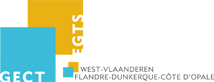 EGTS
GECT
WEST-VLAANDEREN
FLANDRE-DUNKERQUE-CÔTE D'OPALE